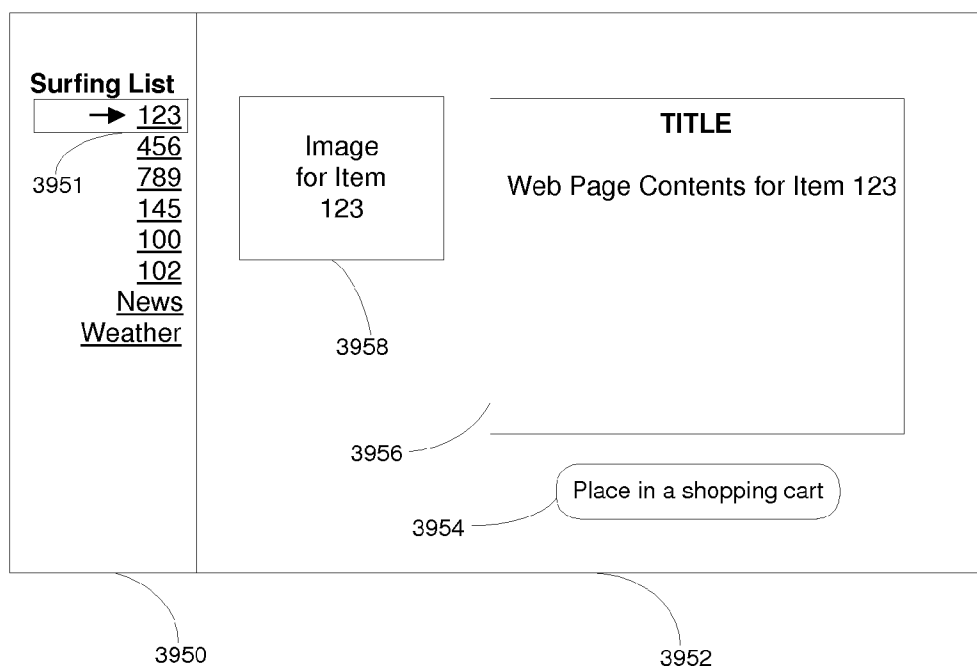 Surfing List
123
456
789
145
100
102
News
Weather
3951
Image
for Item
123
3958
TITLE
Web Page Contents for Item 123
3956
Place in a shopping cart
3954
3950
3952